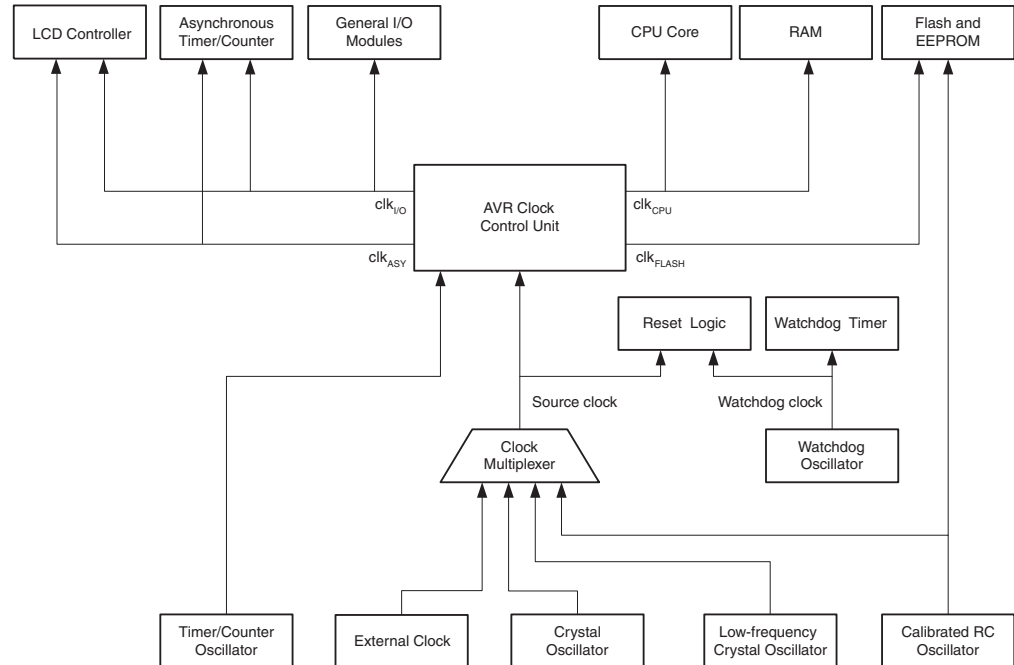 LCD Controller
Asynchronous
Timer/Counter
General I/O
Modules
CPU Core
RAM
Flash and
EEPROM
clkI/O
AVR Clock
Control Unit
clkCPU
clkASY
clkFLASH
Reset Logic
Watchdog Timer
Source clock
Watchdog clock
Clock
Multiplexer
Watchdog
Oscillator
Timer/Counter
Oscillator
External Clock
Crystal
Oscillator
Low-frequency
Crystal Oscillator
Calibrated RC
Oscillator